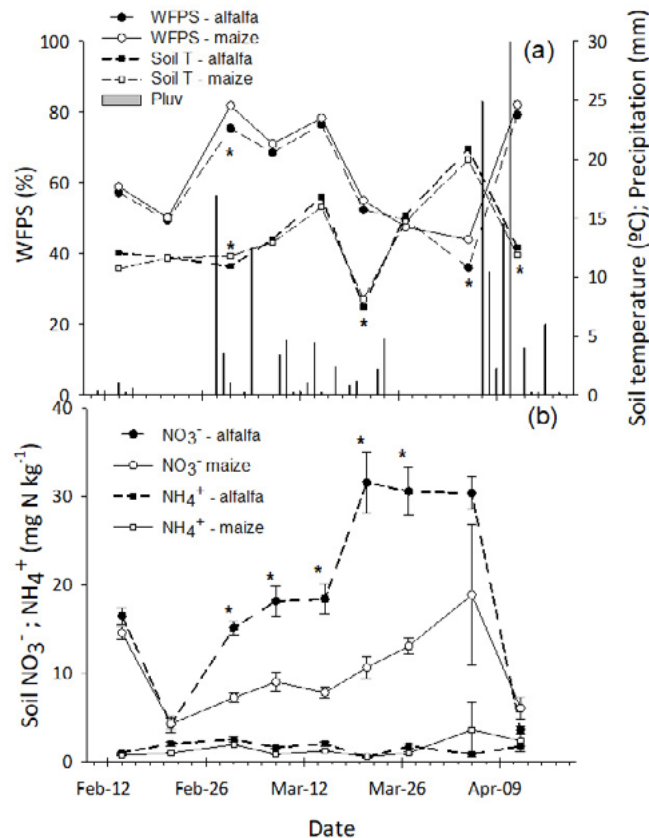 WFPS - alfalfa
WFPS - maize
Soil T - alfalfa
Soil T - maize
Pluv
(a)
100
80
60
40
20
0
WFPS (%)
30
25
20
15
10
5
0
Soil temperature (ºC); Precipitation (mm)
*
*
*
*
*
(b)
NO₃⁻ - alfalfa
NO₃⁻ maize
NH₄⁺ - alfalfa
NH₄⁺ - maize
40
30
20
10
0
Soil NO₃⁻ ; NH₄⁺ (mg N kg⁻¹)
*
*
*
*
*
Feb-12 Feb-26 Mar-12 Mar-26 Apr-09
Date